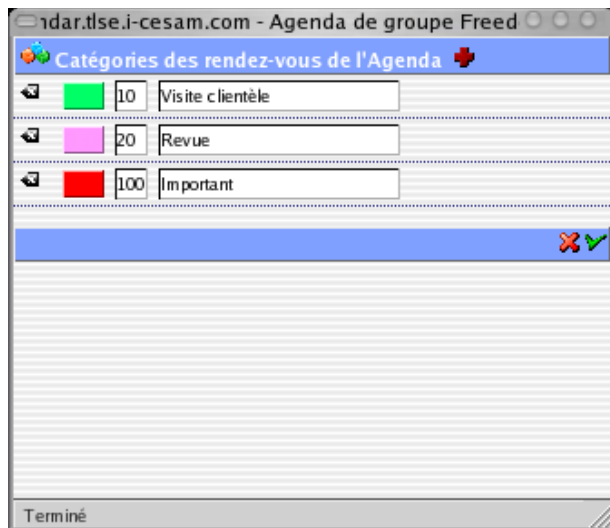 ndar.tlse.i-cesam.com - Agenda de groupe Freed
Catégories des rendez-vous de l'Agenda
10 Visite clientèle
20 Revue
100 Important
Terminé